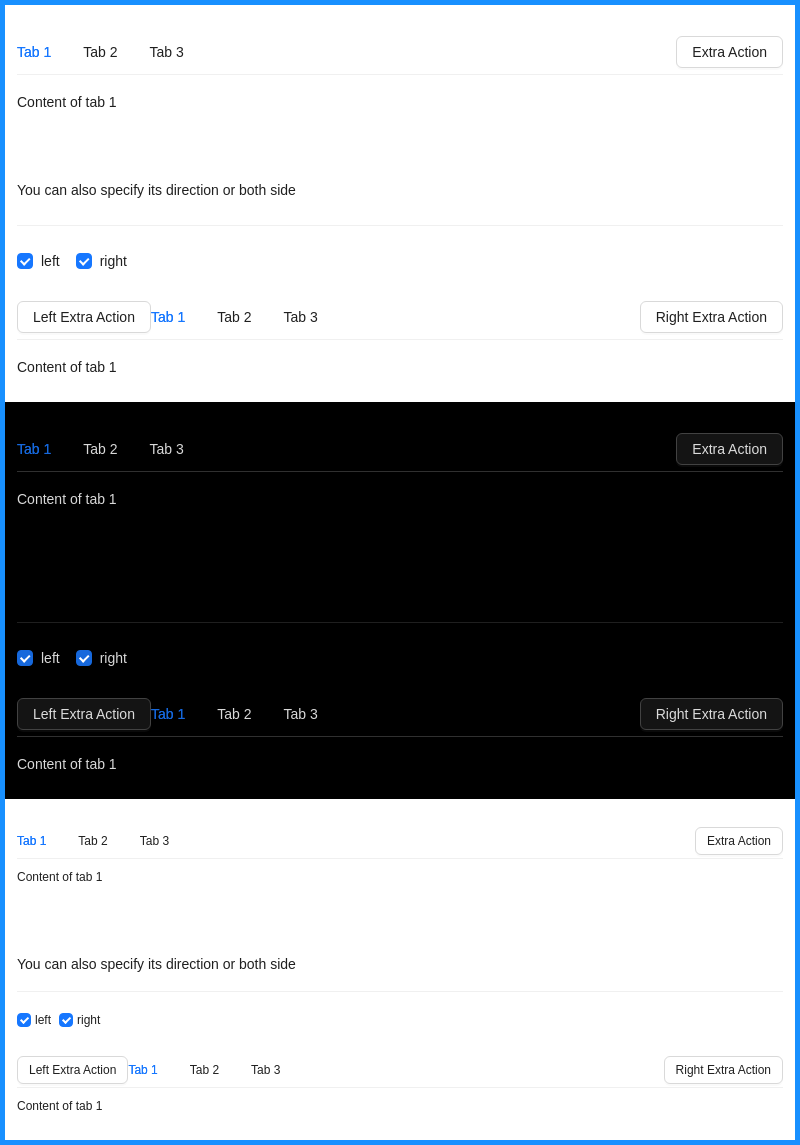 Tab 1 Tab 2 Tab 3 Extra Action
Content of tab 1
You can also specify its direction or both side
left right
Left Extra Action Tab 1 Tab 2 Tab 3 Right Extra Action
Content of tab 1
Tab 1 Tab 2 Tab 3 Extra Action
Content of tab 1
left right
Left Extra Action Tab 1 Tab 2 Tab 3 Right Extra Action
Content of tab 1
Tab 1 Tab 2 Tab 3 Extra Action
Content of tab 1
You can also specify its direction or both side
left right
Left Extra Action Tab 1 Tab 2 Tab 3 Right Extra Action
Content of tab 1